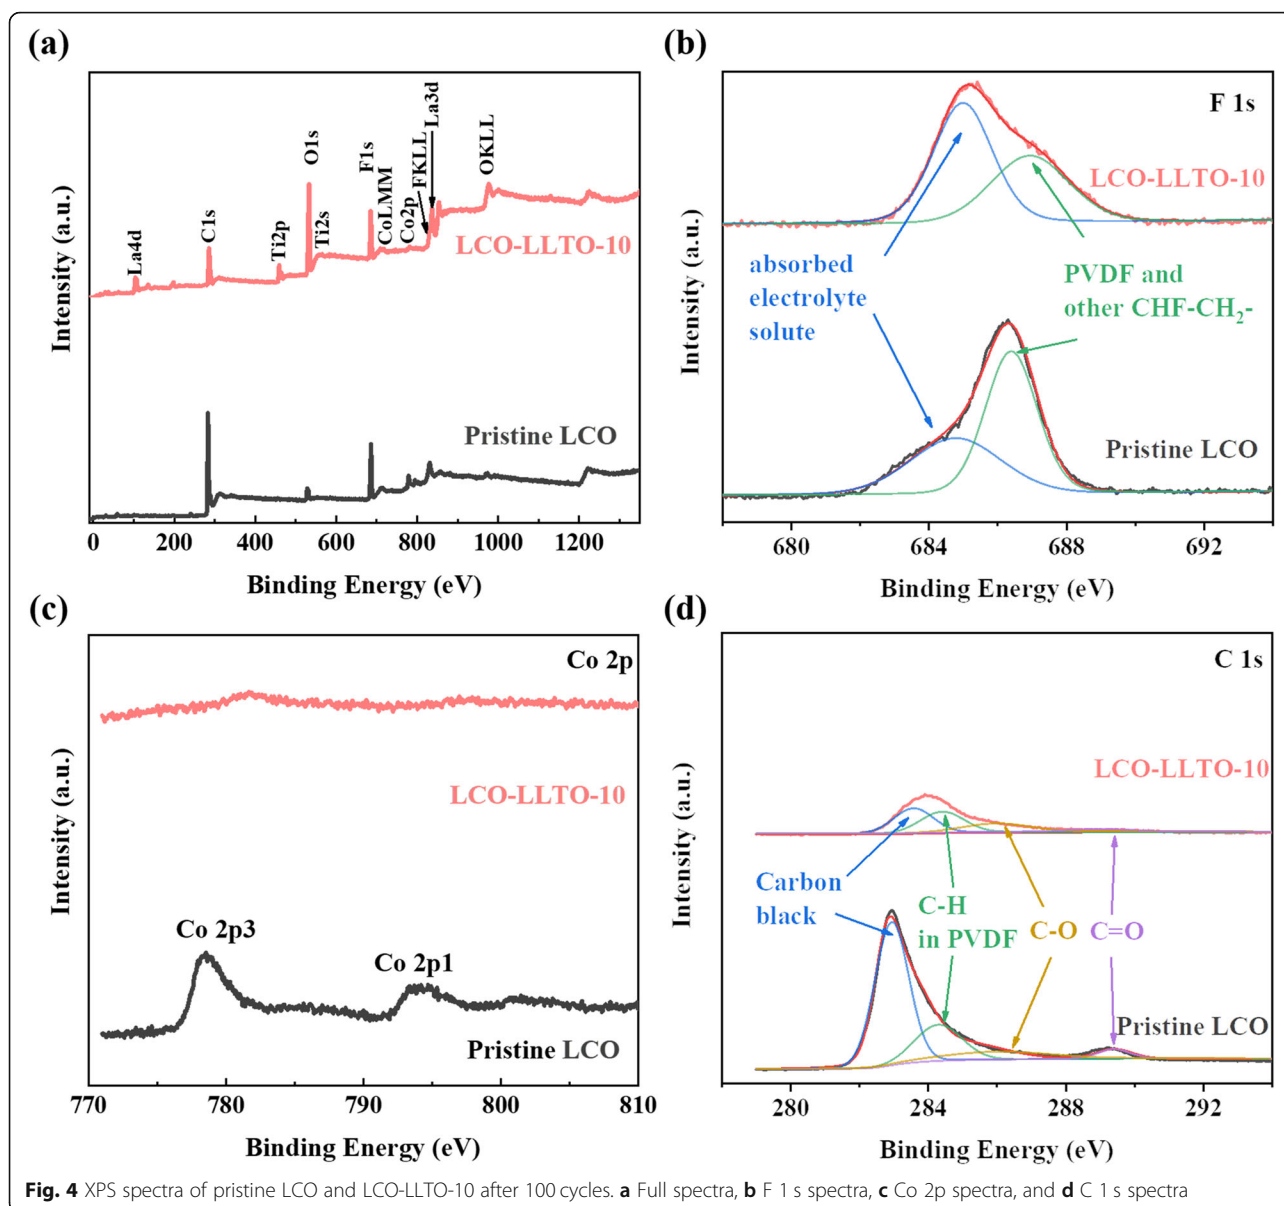 (a)
Intensity (a.u.)
La4d
C1s
Ti2p
O1s
Ti2s
F1s
CoLMM
Co2p
FKLL
La3d
OKLL
LCO-LLTO-10
Pristine LCO
0 200 400 600 800 1000 1200
Binding Energy (eV)
(b)
F 1s
Intensity (a.u.)
LCO-LLTO-10
absorbed
electrolyte
solute
PVDF and
other CHF-CH₂-
Pristine LCO
680 684 688 692
Binding Energy (eV)
(c)
Co 2p
Intensity (a.u.)
LCO-LLTO-10
Co 2p3
Co 2p1
Pristine LCO
770 780 790 800 810
Binding Energy (eV)
(d)
C 1s
Intensity (a.u.)
LCO-LLTO-10
Carbon
black
C-H
in PVDF
C-O
C=O
Pristine LCO
280 284 288 292
Binding Energy (eV)
Fig. 4 XPS spectra of pristine LCO and LCO-LLTO-10 after 100 cycles. a Full spectra, b F 1 s spectra, c Co 2p spectra, and d C 1 s spectra